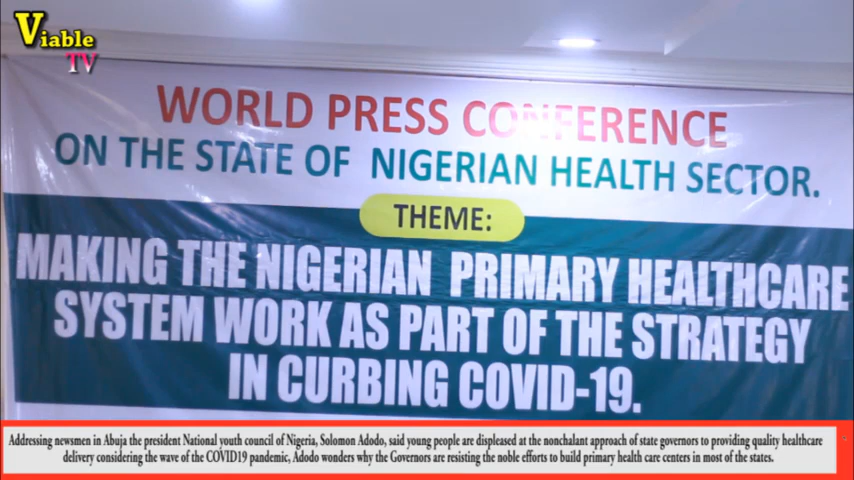 Viable
TV
WORLD PRESS CONFERENCE
ON THE STATE OF NIGERIAN HEALTH SECTOR.
THEME:
MAKING THE NIGERIAN PRIMARY HEALTHCARE
SYSTEM WORK AS PART OF THE STRATEGY
IN CURBING COVID-19.
Addressing newsmen in Abuja the president National youth council of Nigeria, Solomon Adodo, said young people are displeased at the nonchalant approach of state governors to providing quality healthcare
delivery considering the wave of the COVID19 pandemic, Adodo wonders why the Governors are resisting the noble efforts to build primary health care centers in most of the states.